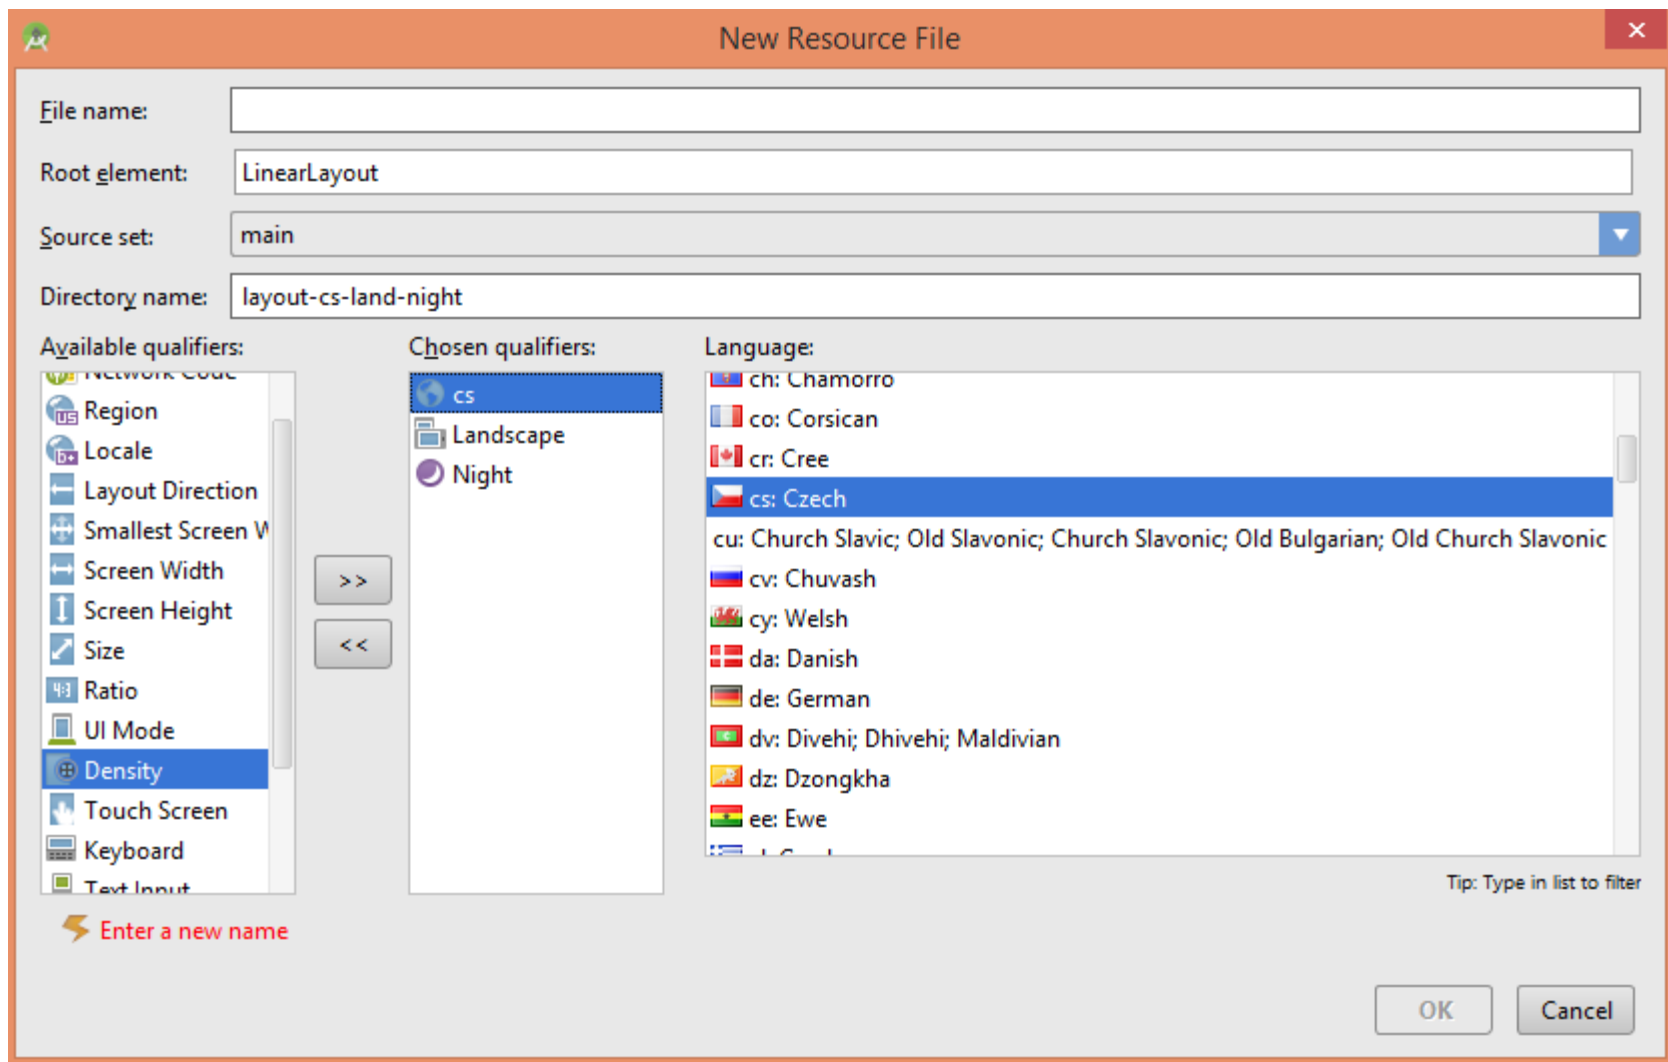 New Resource File
File name:
Root element: LinearLayout
Source set: main
Directory name: layout-cs-land-night
Available qualifiers:
Network Code
Region
Locale
Layout Direction
Smallest Screen W
Screen Width
Screen Height
Size
Ratio
UI Mode
Density
Touch Screen
Keyboard
Text Input
>>
<<
Chosen qualifiers:
cs
Landscape
Night
Language:
ch: Chamorro
co: Corsican
cr: Cree
cs: Czech
cu: Church Slavic; Old Slavonic; Church Slavonic; Old Bulgarian; Old Church Slavonic
cv: Chuvash
cy: Welsh
da: Danish
de: German
dv: Divehi; Dhivehi; Maldivian
dz: Dzongkha
ee: Ewe
Tip: Type in list to filter
Enter a new name
OK
Cancel